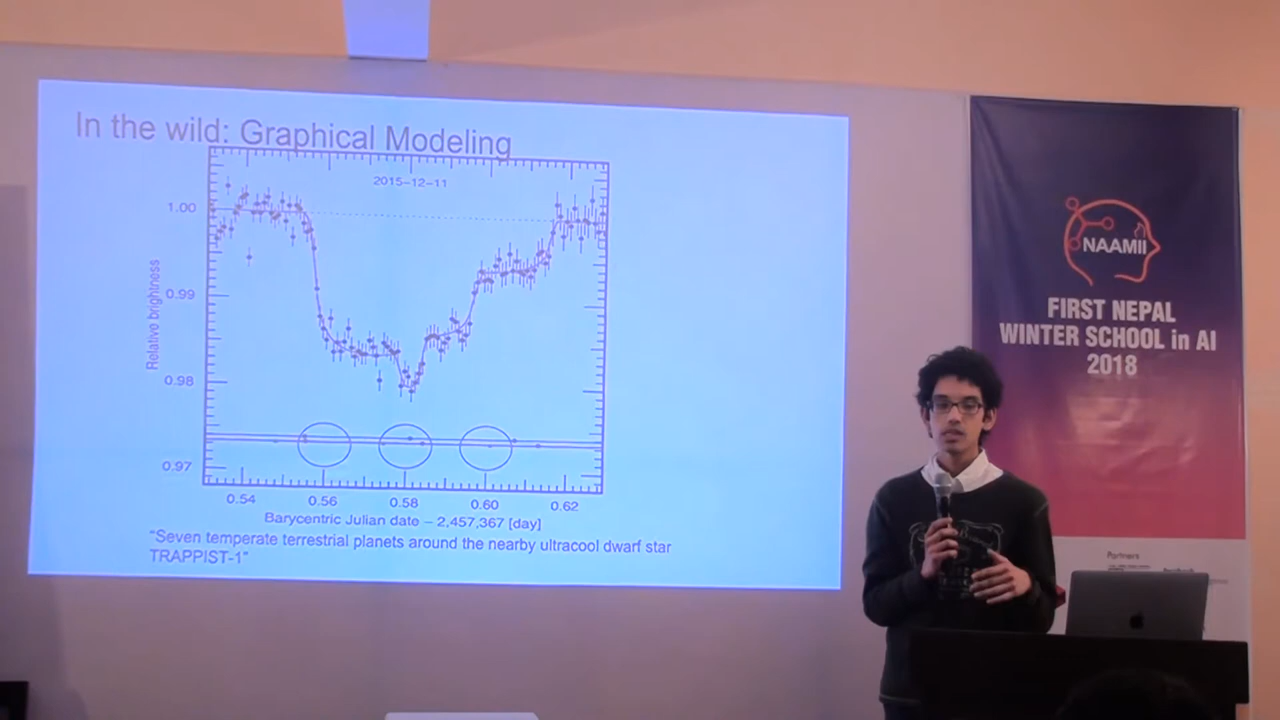 In the wild: Graphical Modeling
2015–12–11
1.00
0.99
0.98
0.97
Relative brightness
0.54 0.56 0.58 0.60 0.62
Barycentric Julian date – 2,457,367 [day]
"Seven temperate terrestrial planets around the nearby ultracool dwarf star
TRAPPIST-1"
NAAMII
FIRST NEPAL
WINTER SCHOOL in AI
2018
Partners